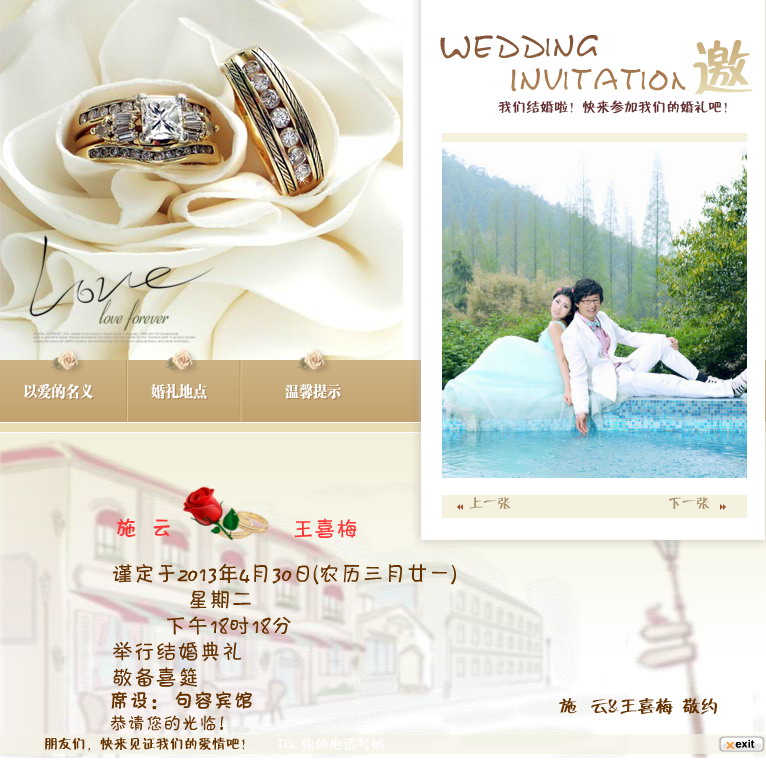 WEDDING
INVITATION 邀
我们结婚啦！快来参加我们的婚礼吧！
Love
love forever
以爱的名义
婚礼地点
温馨提示
上一张
下一张
施 云
王喜梅
谨定于2013年4月30日(农历三月廿一)
星期二
下午18时18分
举行结婚典礼
敬备喜筵
席设：句容宾馆
恭请您的光临！
施 云&王喜梅 敬约
朋友们，快来见证我们的爱情吧！
TEL:你的电话号码
exit